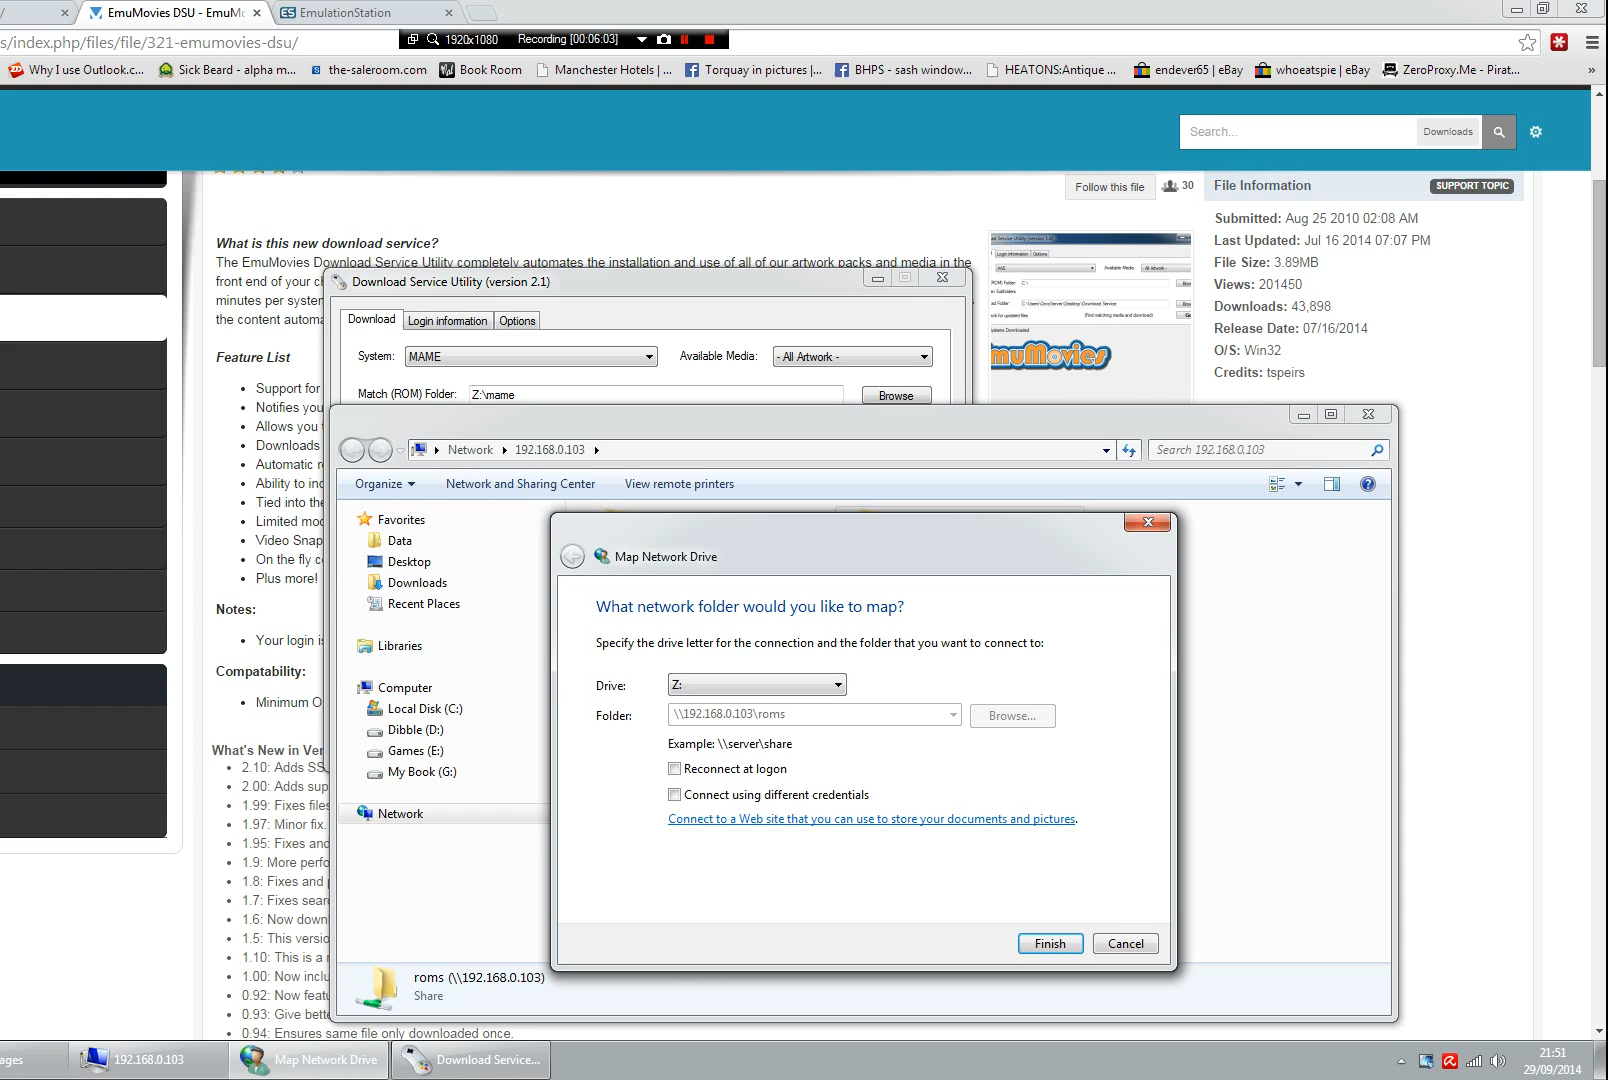 EmuMovies DSU - EmuMo
EmulationStation
s/index.php/files/file/321-emumovies-dsu/
1920x1080 Recording [00:06:03]
Why I use Outlook.c...
Sick Beard - alpha m...
the-saleroom.com
Book Room
Manchester Hotels | ...
Torquay in pictures |...
BHPS - sash window...
HEATONS:Antique ...
endever65 | eBay
whoeatspie | eBay
ZeroProxy.Me - Pirat...
»
Search...
Downloads
Follow this file
30
File Information
SUPPORT TOPIC
Submitted: Aug 25 2010 02:08 AM
Last Updated: Jul 16 2014 07:07 PM
File Size: 3.89MB
Views: 201450
Downloads: 43,898
Release Date: 07/16/2014
O/S: Win32
Credits: tspeirs
What is this new download service?
The EmuMovies Download Service Utility completely automates the installation and use of all of our artwork packs and media in the
front end of your ch
minutes per system
the content automa
Feature List
Support for
Notifies you
Allows you t
Downloads
Automatic r
Ability to inc
Tied into the
Limited mod
Video Snap
On the fly c
Plus more!
Notes:
Your login is
Compatability:
Minimum O
What's New in Ver
2.10: Adds SS
2.00: Adds sup
1.99: Fixes files
1.97: Minor fix.
1.95: Fixes and
1.9: More perfo
1.8: Fixes and p
1.7: Fixes sear
1.6: Now down
1.5: This versio
1.10: This is a r
1.00: Now inclu
0.92: Now featu
0.93: Give bette
0.94: Ensures same file only downloaded once.
Download Service Utility (version 2.1)
Download
Login information
Options
System:
MAME
Available Media:
- All Artwork -
Match (ROM) Folder:
Z:\mame
Browse
emuMovies
Network
192.168.0.103
Search 192.168.0.103
Organize
Network and Sharing Center
View remote printers
Favorites
Data
Desktop
Downloads
Recent Places
Libraries
Computer
Local Disk (C:)
Dibble (D:)
Games (E:)
My Book (G:)
Network
Map Network Drive
What network folder would you like to map?
Specify the drive letter for the connection and the folder that you want to connect to:
Drive:
Z:
Folder:
\\192.168.0.103\roms
Browse...
Example: \\server\share
Reconnect at logon
Connect using different credentials
Connect to a Web site that you can use to store your documents and pictures.
Finish
Cancel
roms (\\192.168.0.103)
Share
ages
192.168.0.103
Map Network Drive
Download Service...
21:51
29/09/2014